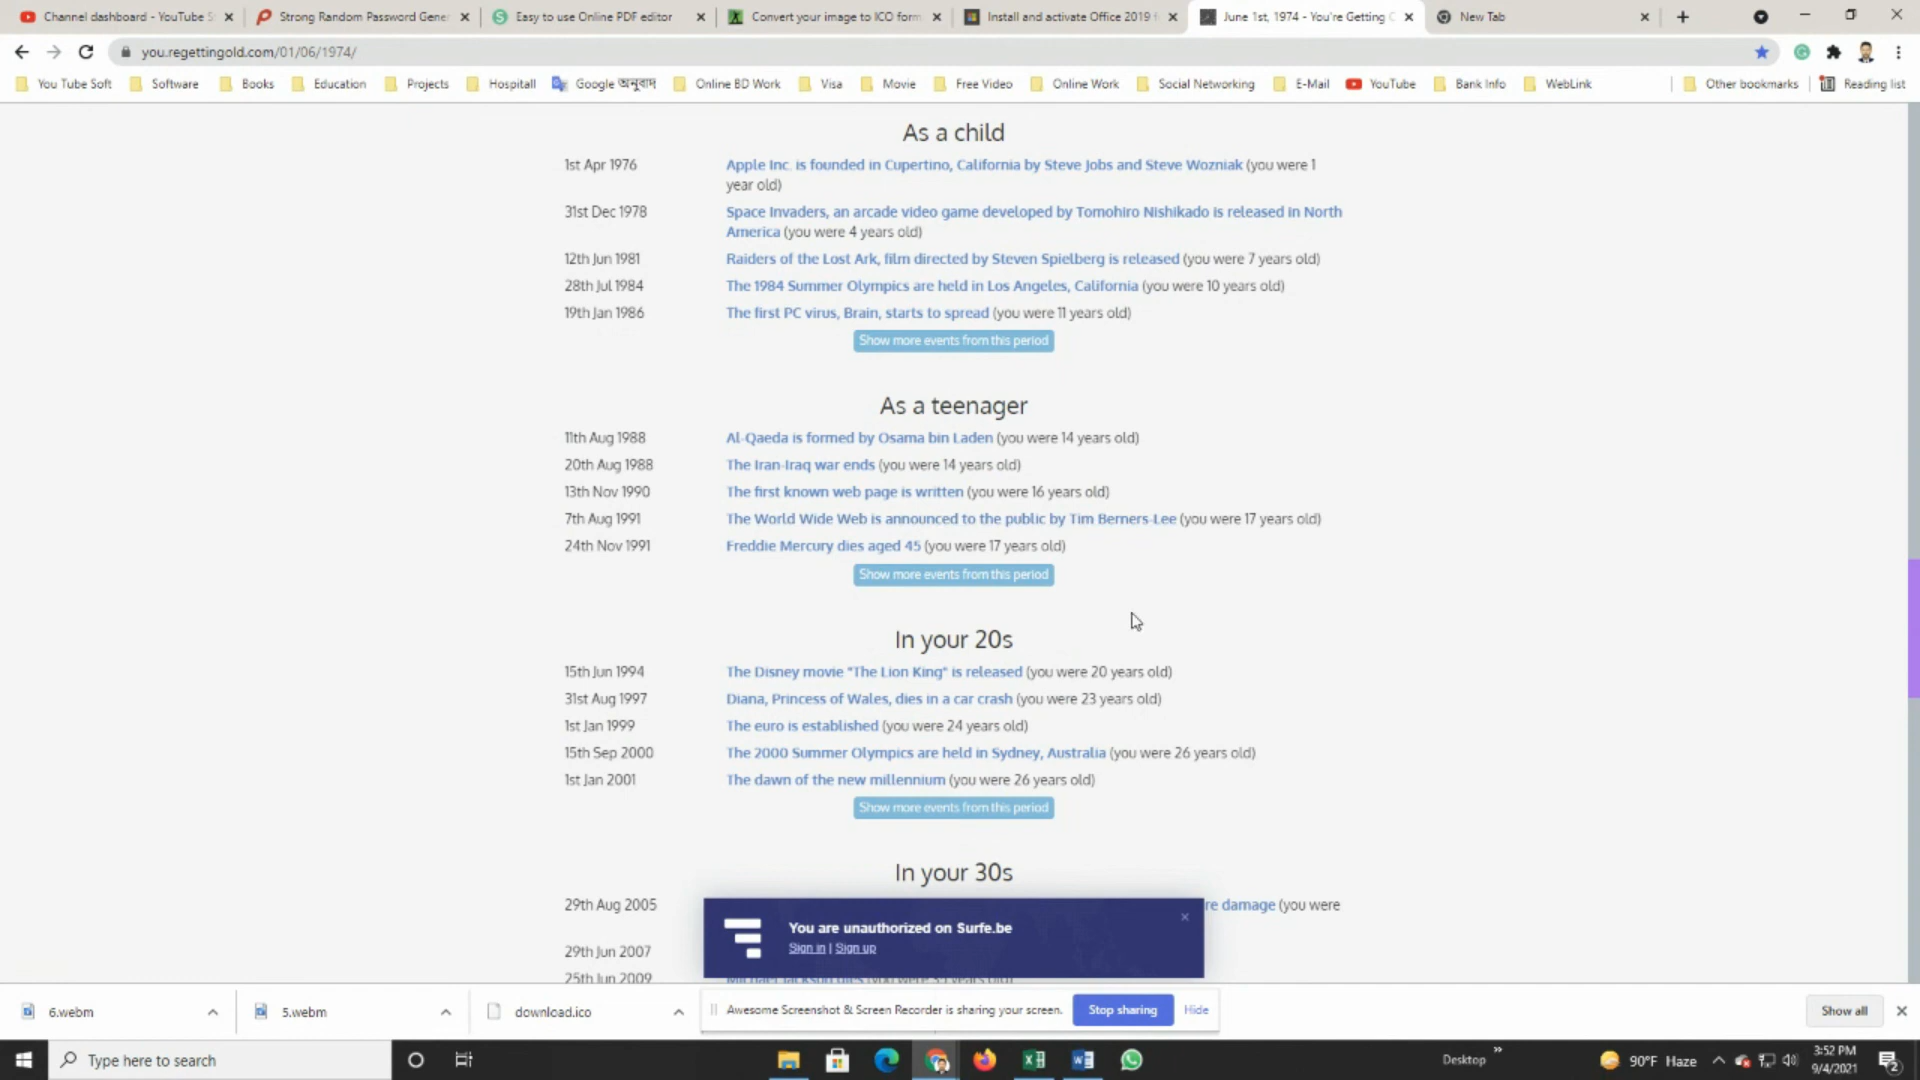 Channel dashboard - YouTube S
Strong Random Password Gener
Easy to use Online PDF editor
Convert your image to ICO form
Install and activate Office 2019 f
June 1st, 1974 - You're Getting O
New Tab
you.regettingold.com/01/06/1974/
You Tube Soft
Software
Books
Education
Projects
Hospitall
Google অনুবাদ
Online BD Work
Visa
Movie
Free Video
Online Work
Social Networking
E-Mail
YouTube
Bank Info
WebLink
Other bookmarks
Reading list
As a child
1st Apr 1976 Apple Inc. is founded in Cupertino, California by Steve Jobs and Steve Wozniak (you were 1
year old)
31st Dec 1978 Space Invaders, an arcade video game developed by Tomohiro Nishikado is released in North
America (you were 4 years old)
12th Jun 1981 Raiders of the Lost Ark, film directed by Steven Spielberg is released (you were 7 years old)
28th Jul 1984 The 1984 Summer Olympics are held in Los Angeles, California (you were 10 years old)
19th Jan 1986 The first PC virus, Brain, starts to spread (you were 11 years old)
Show more events from this period
As a teenager
11th Aug 1988 Al-Qaeda is formed by Osama bin Laden (you were 14 years old)
20th Aug 1988 The Iran-Iraq war ends (you were 14 years old)
13th Nov 1990 The first known web page is written (you were 16 years old)
7th Aug 1991 The World Wide Web is announced to the public by Tim Berners-Lee (you were 17 years old)
24th Nov 1991 Freddie Mercury dies aged 45 (you were 17 years old)
Show more events from this period
In your 20s
15th Jun 1994 The Disney movie "The Lion King" is released (you were 20 years old)
31st Aug 1997 Diana, Princess of Wales, dies in a car crash (you were 23 years old)
1st Jan 1999 The euro is established (you were 24 years old)
15th Sep 2000 The 2000 Summer Olympics are held in Sydney, Australia (you were 26 years old)
1st Jan 2001 The dawn of the new millennium (you were 26 years old)
Show more events from this period
In your 30s
29th Aug 2005 re damage (you were
You are unauthorized on Surfe.be
Sign in | Sign up
29th Jun 2007
25th Jun 2009
6.webm
5.webm
download.ico
Awesome Screenshot & Screen Recorder is sharing your screen.
Stop sharing
Hide
Show all
Type here to search
Desktop
90°F Haze
3:52 PM
9/4/2021
2